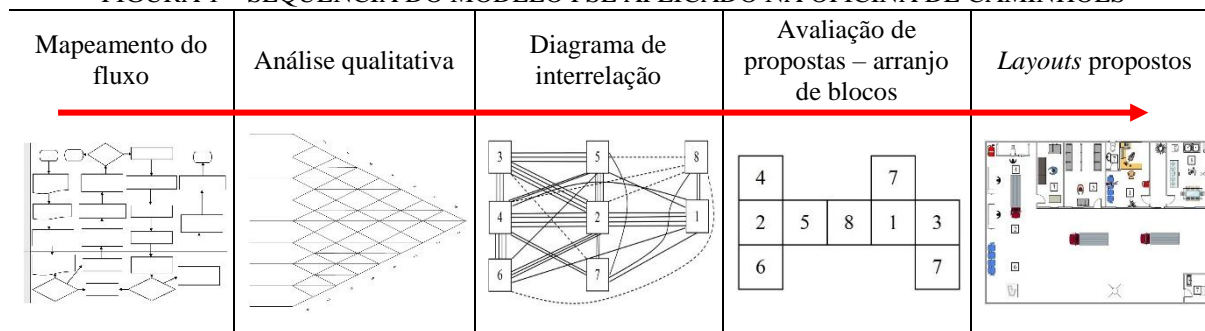 Mapeamento do
fluxo
Análise qualitativa
Diagrama de
interrelação
Avaliação de
propostas – arranjo
de blocos
Layouts propostos
3 5 8
4 2 1
6 7
4 7
2 5 8 1 3
6 7